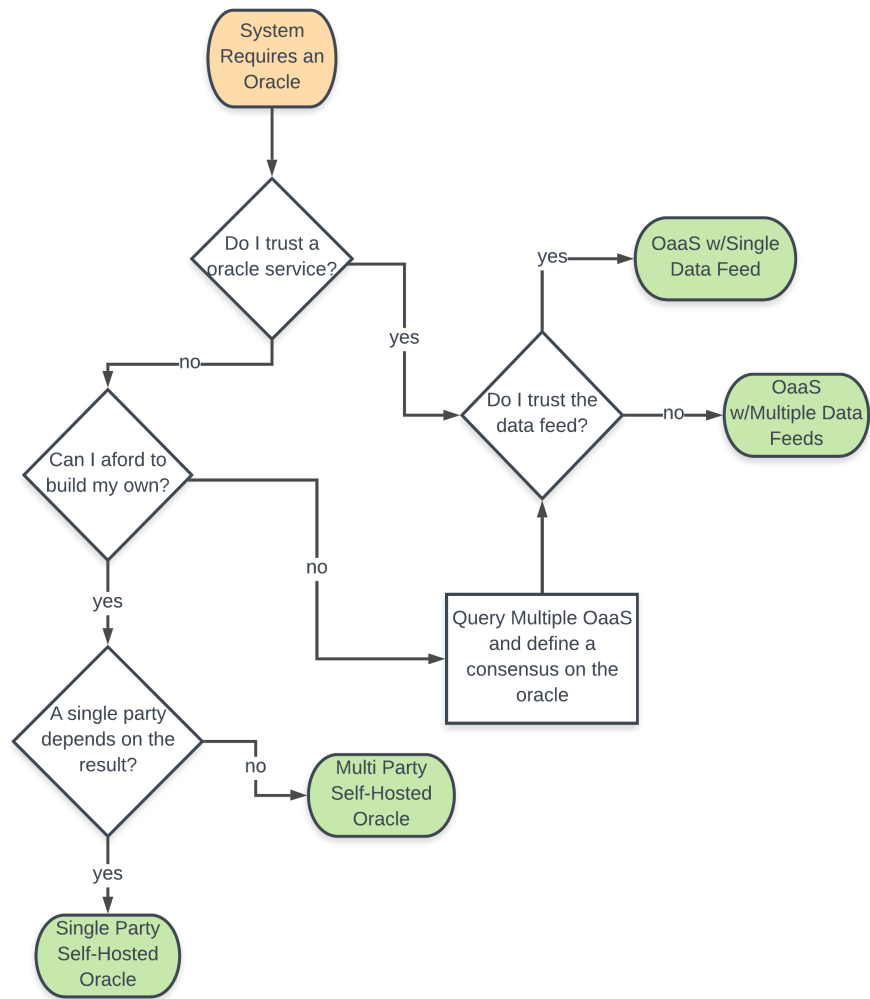 System
Requires an
Oracle
Do I trust a
oracle service?
yes
no
yes
OaaS w/Single
Data Feed
Do I trust the
data feed?
no
OaaS
w/Multiple Data
Feeds
Can I aford to
build my own?
no
yes
Query Multiple OaaS
and define a
consensus on the
oracle
A single party
depends on the
result?
no
Multi Party
Self-Hosted
Oracle
yes
Single Party
Self-Hosted
Oracle